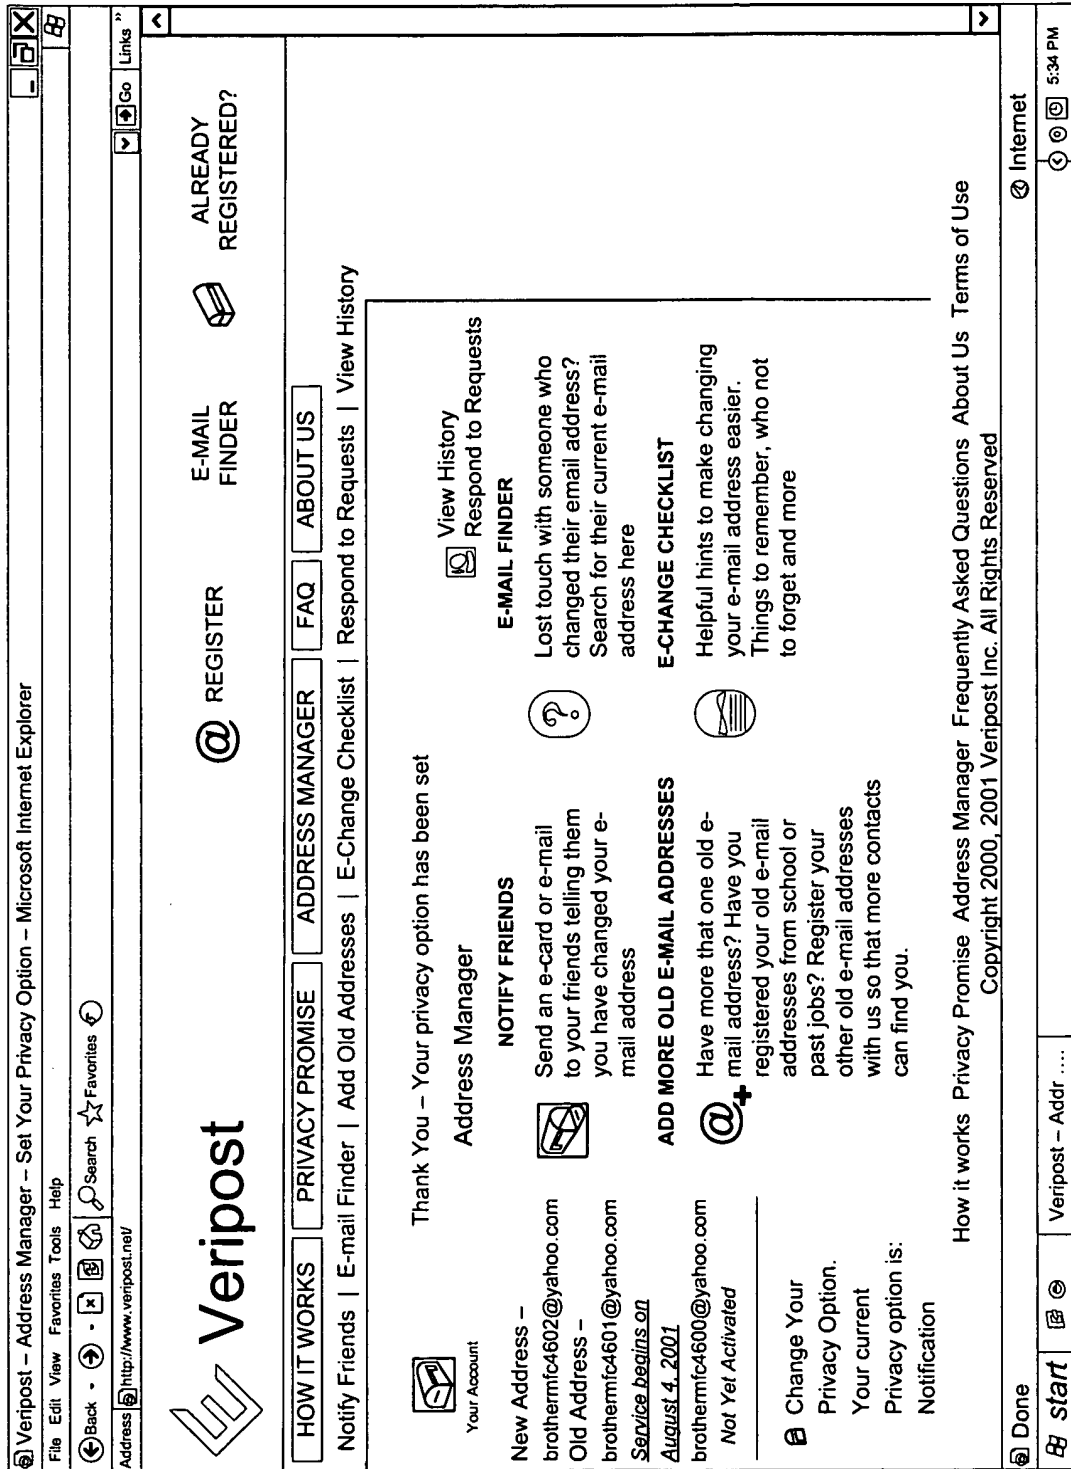 Veripost – Address Manager – Set Your Privacy Option – Microsoft Internet Explorer
File Edit View Favorites Tools Help
Back Search Favorites
Address http://www.veripost.net/ Go Links »
Veripost
@ REGISTER
E-MAIL
FINDER
ALREADY
REGISTERED?
HOW IT WORKS PRIVACY PROMISE ADDRESS MANAGER FAQ ABOUT US
Notify Friends | E-mail Finder | Add Old Addresses | E-Change Checklist | Respond to Requests | View History
Your Account
New Address –
brothermfc4602@yahoo.com
Old Address –
brothermfc4601@yahoo.com
Service begins on
August 4, 2001
brothermfc4600@yahoo.com
Not Yet Activated
Change Your
Privacy Option.
Your current
Privacy option is:
Notification
Thank You – Your privacy option has been set
Address Manager
View History
Respond to Requests
NOTIFY FRIENDS
Send an e-card or e-mail
to your friends telling them
you have changed your e-
mail address
E-MAIL FINDER
?
Lost touch with someone who
changed their email address?
Search for their current e-mail
address here
ADD MORE OLD E-MAIL ADDRESSES
@+
Have more that one old e-
mail address? Have you
registered your old e-mail
addresses from school or
past jobs? Register your
other old e-mail addresses
with us so that more contacts
can find you.
E-CHANGE CHECKLIST
Helpful hints to make changing
your e-mail address easier.
Things to remember, who not
to forget and more
How it works Privacy Promise Address Manager Frequently Asked Questions About Us Terms of Use
Copyright 2000, 2001 Veripost Inc. All Rights Reserved
Done Internet
start Veripost – Addr .... 5:34 PM